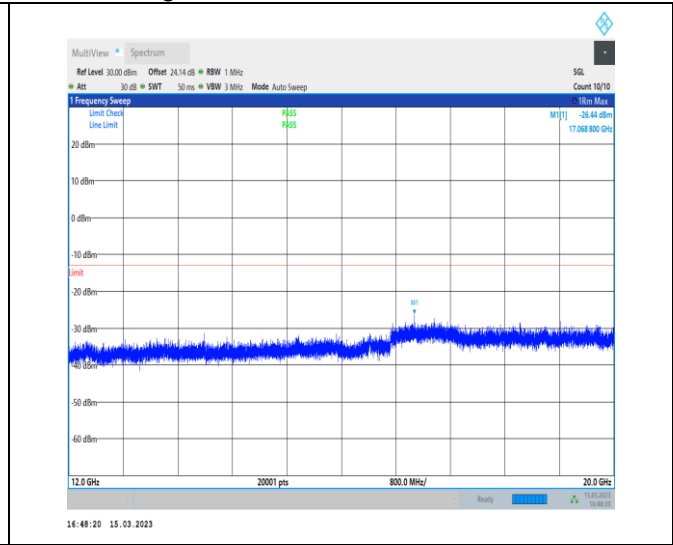 MultiView Spectrum
Ref Level 30.00 dBm Offset 24.14 dB RBW 1 MHz SGL
Att 30 dB SWT 50 ms VBW 3 MHz Mode Auto Sweep Count 10/10
1 Frequency Sweep 1Rm Max
Limit Check PASS M1[1] -26.44 dBm
Line Limit PASS 17.068 800 GHz
20 dBm
10 dBm
0 dBm
-10 dBm
Limit
-20 dBm
M1
-30 dBm
-40 dBm
-50 dBm
-60 dBm
12.0 GHz 20001 pts 800.0 MHz/ 20.0 GHz
Ready 15.03.2023
16:48:20
16:48:20 15.03.2023